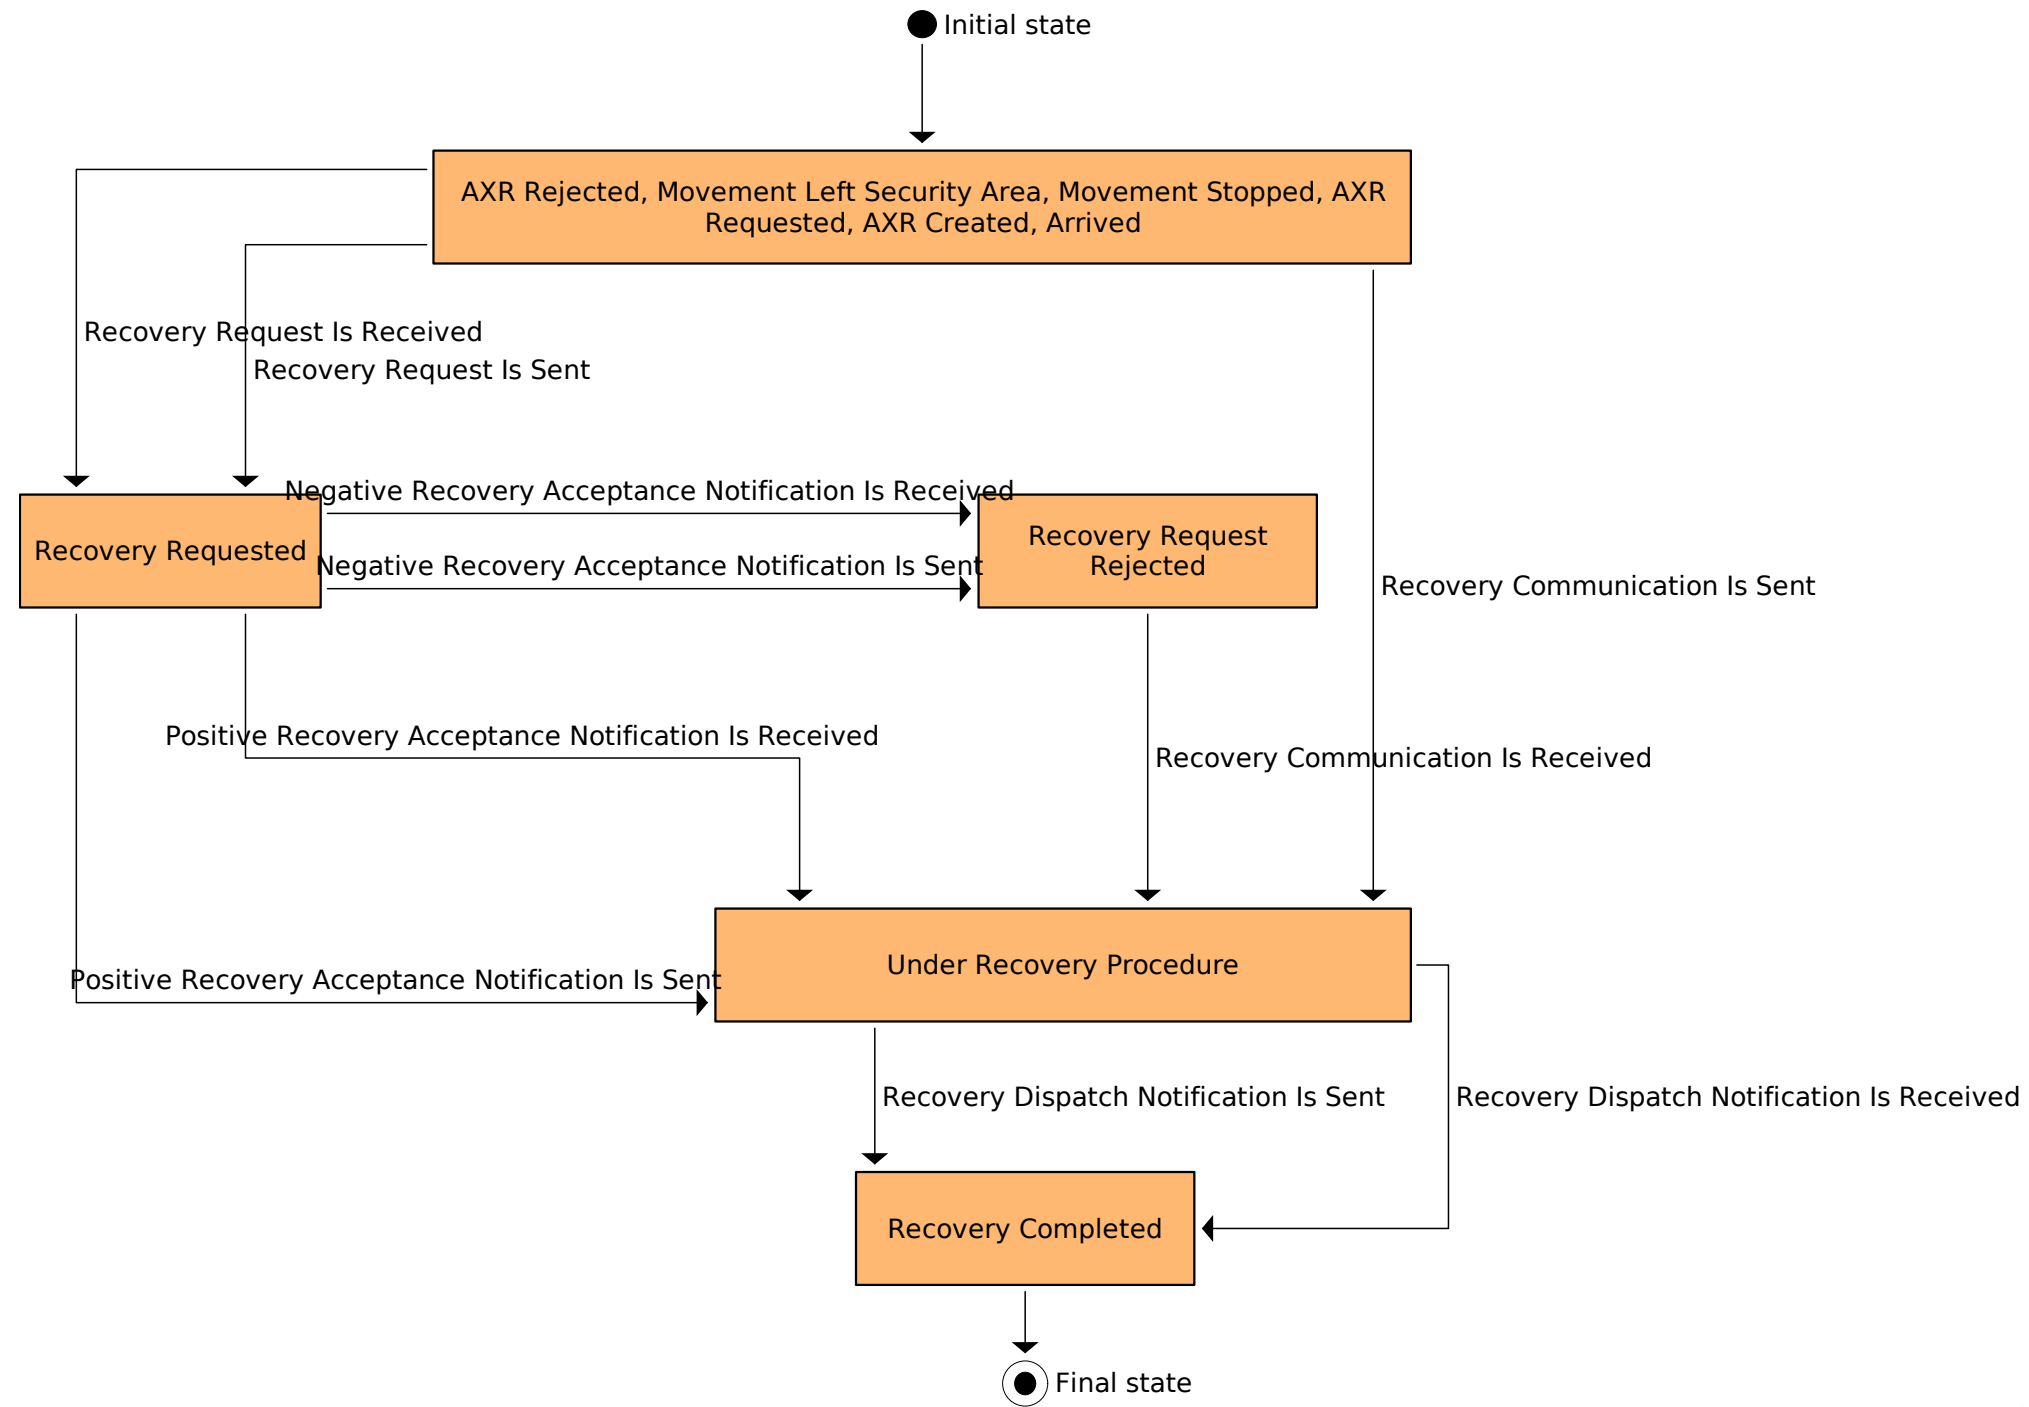 Initial state
AXR Rejected, Movement Left Security Area, Movement Stopped, AXR
Requested, AXR Created, Arrived
Recovery Request Is Received
Recovery Request Is Sent
Negative Recovery Acceptance Notification Is Received
Recovery Requested
Recovery Request
Rejected
Negative Recovery Acceptance Notification Is Sent
Recovery Communication Is Sent
Positive Recovery Acceptance Notification Is Received
Recovery Communication Is Received
Under Recovery Procedure
Positive Recovery Acceptance Notification Is Sent
Recovery Dispatch Notification Is Sent
Recovery Dispatch Notification Is Received
Recovery Completed
Final state